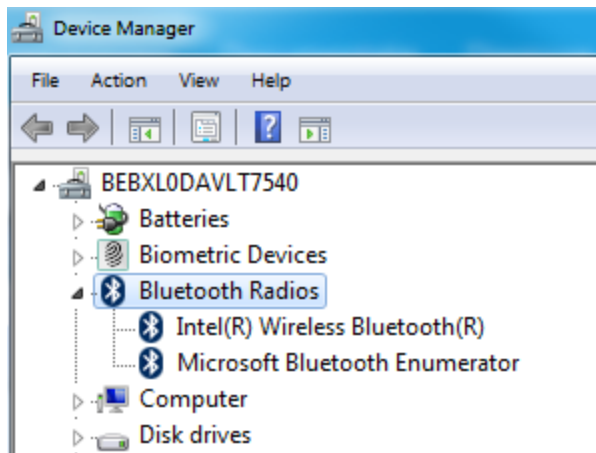 Device Manager
File Action View Help
BEBXL0DAVLT7540
Batteries
Biometric Devices
Bluetooth Radios
Intel(R) Wireless Bluetooth(R)
Microsoft Bluetooth Enumerator
Computer
Disk drives